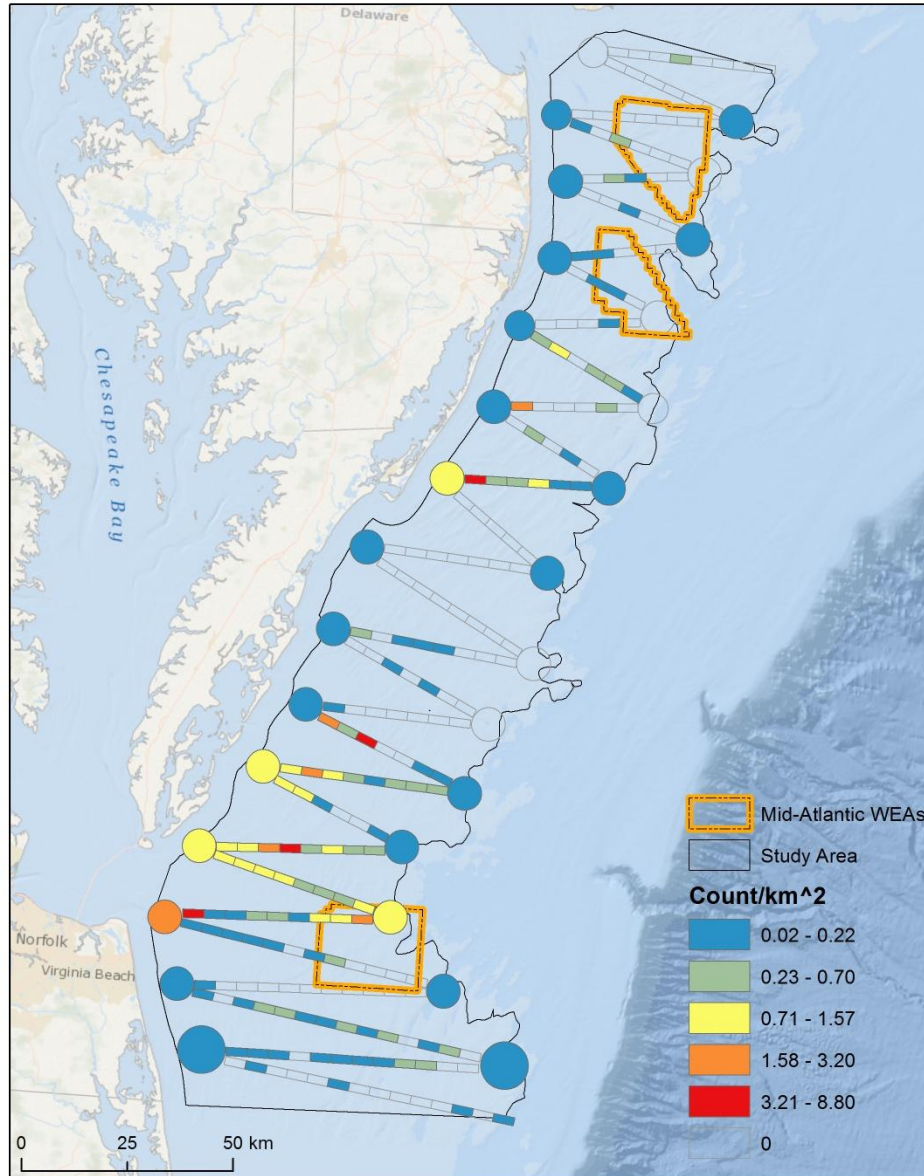 Delaware
Chesapeake Bay
Norfolk
Virginia Beach
Mid-Atlantic WEAs
Study Area
Count/km^2
0.02 - 0.22
0.23 - 0.70
0.71 - 1.57
1.58 - 3.20
3.21 - 8.80
0
0 25 50 km